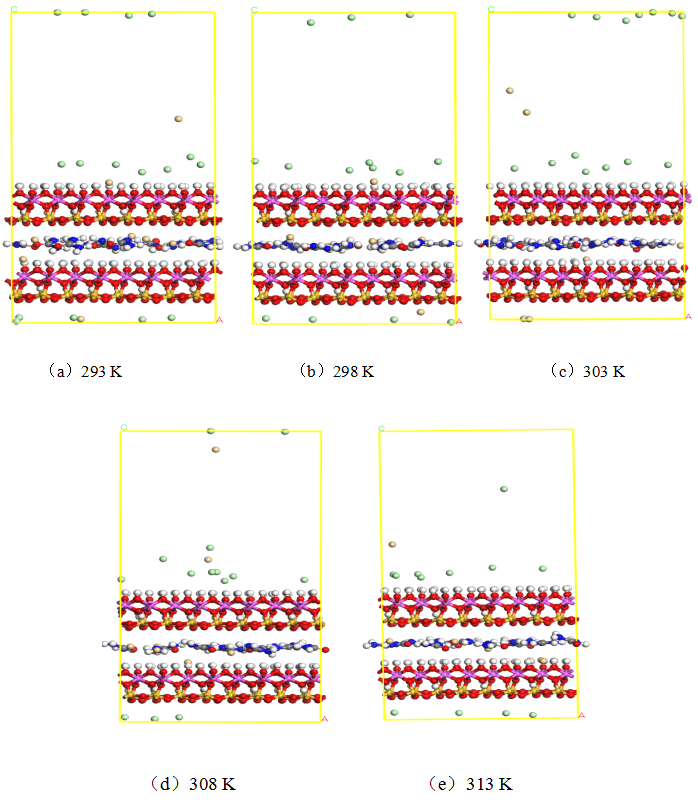 C
C
C
A
A
A
（a）293 K
（b）298 K
（c）303 K
C
C
A
A
（d）308 K
（e）313 K